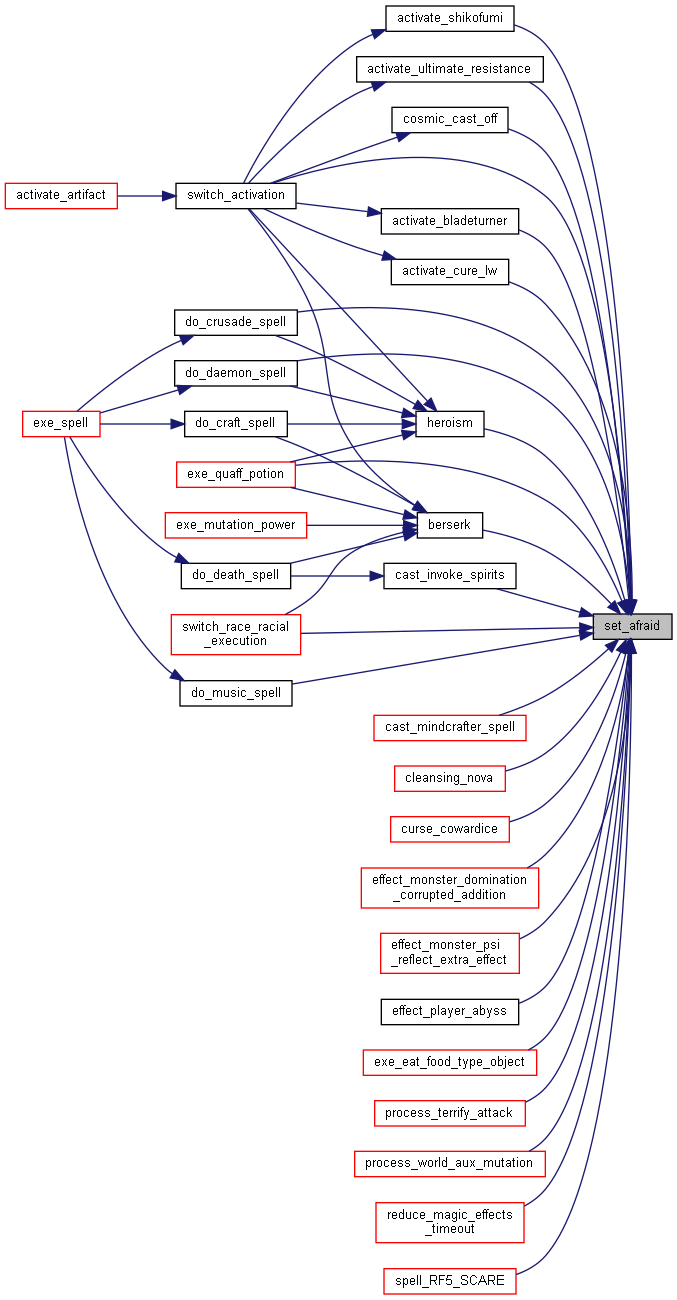 activate_shikofumi
activate_ultimate_resistance
cosmic_cast_off
activate_artifact
switch_activation
activate_bladeturner
activate_cure_lw
do_crusade_spell
do_daemon_spell
exe_spell
do_craft_spell
heroism
exe_quaff_potion
exe_mutation_power
berserk
do_death_spell
cast_invoke_spirits
switch_race_racial
_execution
set_afraid
do_music_spell
cast_mindcrafter_spell
cleansing_nova
curse_cowardice
effect_monster_domination
_corrupted_addition
effect_monster_psi
_reflect_extra_effect
effect_player_abyss
exe_eat_food_type_object
process_terrify_attack
process_world_aux_mutation
reduce_magic_effects
_timeout
spell_RF5_SCARE